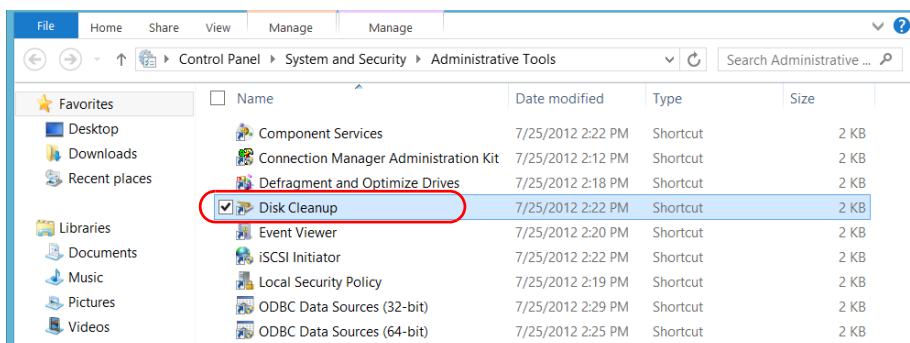 File Home Share View Manage Manage ?
Control Panel System and Security Administrative Tools Search Administrative ...
Favorites Name Date modified Type Size
Desktop Component Services 7/25/2012 2:22 PM Shortcut 2 KB
Downloads Connection Manager Administration Kit 7/25/2012 2:12 PM Shortcut 2 KB
Recent places Defragment and Optimize Drives 7/25/2012 2:18 PM Shortcut 2 KB
Disk Cleanup 7/25/2012 2:22 PM Shortcut 2 KB
Libraries Event Viewer 7/25/2012 2:20 PM Shortcut 2 KB
Documents iSCSI Initiator 7/25/2012 2:22 PM Shortcut 2 KB
Music Local Security Policy 7/25/2012 2:19 PM Shortcut 2 KB
Pictures ODBC Data Sources (32-bit) 7/25/2012 2:29 PM Shortcut 2 KB
Videos ODBC Data Sources (64-bit) 7/25/2012 2:25 PM Shortcut 2 KB